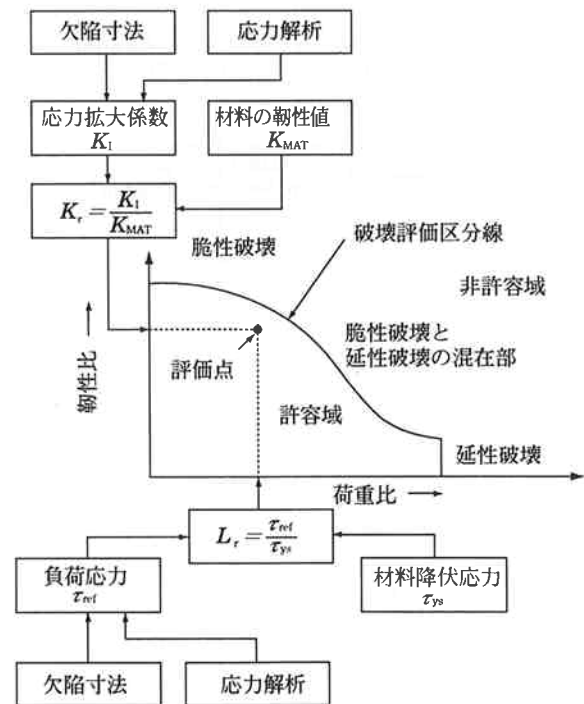 欠陥寸法
応力解析
応力拡大係数
K_I
材料の靭性値
K_MAT
K_r = K_I / K_MAT
脆性破壊
破壊評価区分線
非許容域
脆性破壊と
延性破壊の混在部
靭性比
評価点
許容域
延性破壊
荷重比
L_r = τ_ref / τ_ys
負荷応力
τ_ref
材料降伏応力
τ_ys
欠陥寸法
応力解析